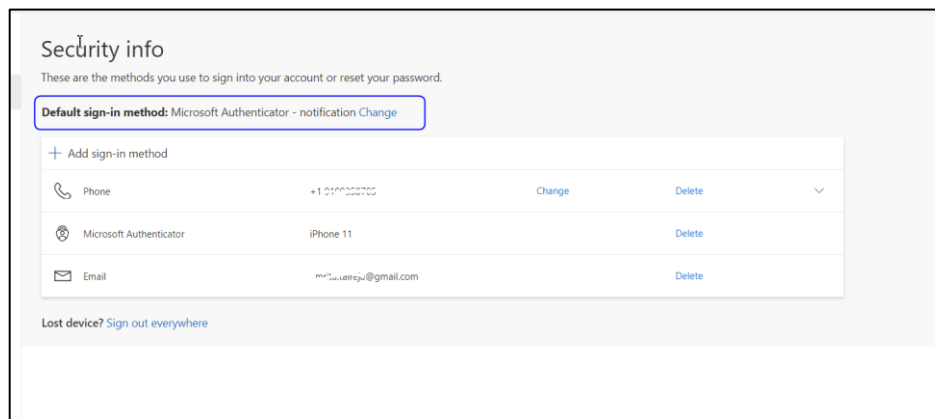 Security info
These are the methods you use to sign into your account or reset your password.
Default sign-in method: Microsoft Authenticator - notification Change
+ Add sign-in method
Phone +1 Change Delete
Microsoft Authenticator iPhone 11 Delete
Email @gmail.com Delete
Lost device? Sign out everywhere